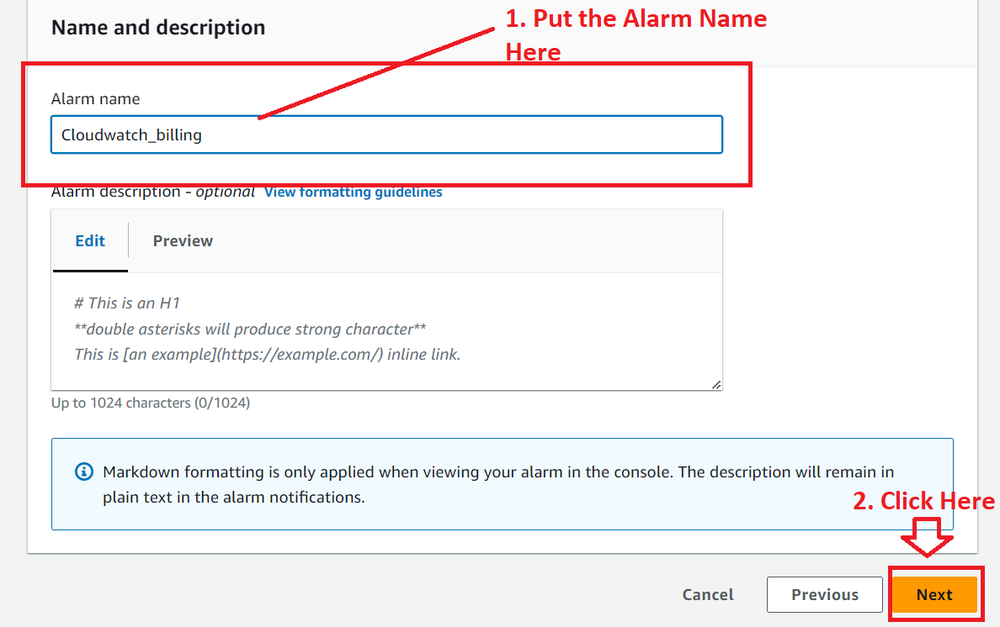 Name and description
1. Put the Alarm Name
Here
Alarm name
Cloudwatch_billing
Alarm description - optional View formatting guidelines
Edit Preview
# This is an H1
**double asterisks will produce strong character**
This is [an example](https://example.com/) inline link.
Up to 1024 characters (0/1024)
Markdown formatting is only applied when viewing your alarm in the console. The description will remain in
plain text in the alarm notifications.
2. Click Here
Cancel Previous Next